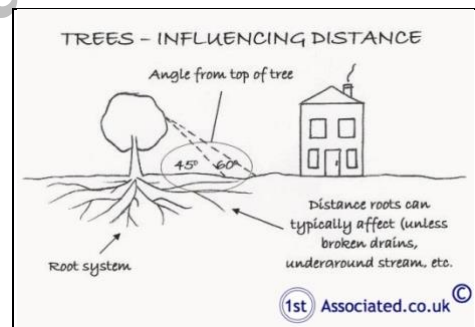 TREES – INFLUENCING DISTANCE
Angle from top of tree
45° 60°
Distance roots can
typically affect (unless
broken drains,
underaround stream, etc.
Root system
1st Associated.co.uk ©